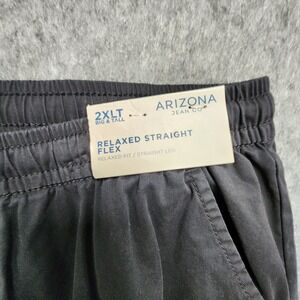 2XLT
BIG & TALL
ARIZONA
JEAN CO
RELAXED STRAIGHT
FLEX
RELAXED FIT / STRAIGHT LEG